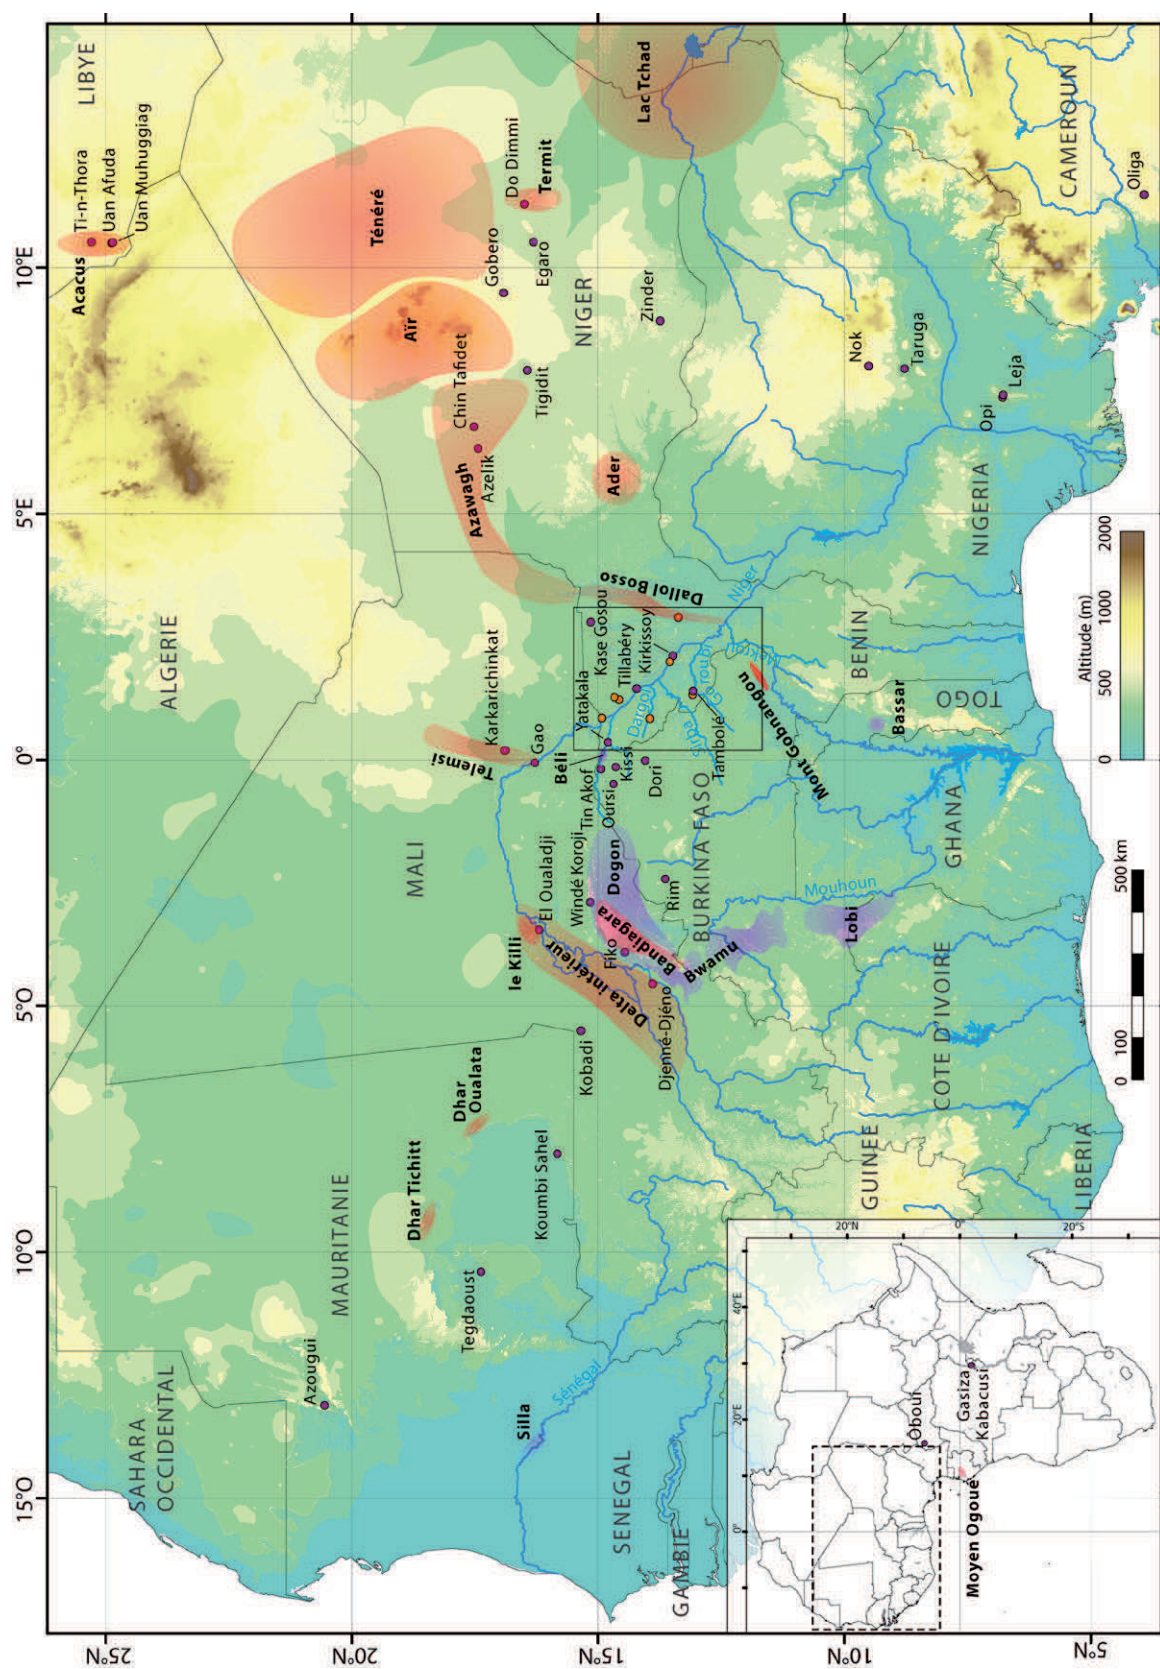 LIBYE
Ti-n-Thora
Uan Afuda
Uan Muhuggiag
Acacus
ALGERIE
SAHARA
OCCIDENTAL
Azougui
MAURITANIE
Dhar Tichitt
Dhar
Oualata
Tegdaoust
Koumbi Sahel
Silla
Sénégal
SENEGAL
GAMBIE
MALI
Telemsi
Karkarichinkat
Gao
le Killi
El Oualadji
Delta intérieur
Kobadi
Djenné-Djéno
Windé Koroji
Fiko
Bandiagara
Dogon
Béli
Tin Akof
Oursi
Kissi
Dori
Yatakala
Kase Gosou
Tillabéry
Kirkissoy
Dargol
Sirba
Goroubi
Mekrou
Niger
Tambolé
Dallol Bosso
Mont Gobnangou
Azawagh
Azelik
Chin Tafidet
Tigidit
Aïr
Ténéré
Gobero
Egaro
Do Dimmi
Termit
NIGER
Ader
Zinder
Lac Tchad
Rim
BURKINA FASO
Bwamu
Mouhoun
Lobi
BENIN
TOGO
Bassar
GHANA
COTE D'IVOIRE
GUINEE
LIBERIA
NIGERIA
Nok
Taruga
Opi
Leja
CAMEROUN
Oliga
25°N
20°N
15°N
10°N
5°N
15°O
10°O
5°O
0°
5°E
10°E
Altitude (m)
0
500
1000
2000
0
100
500 km
20°N
0°
20°S
0°
20°E
40°E
Oboui
Gasiza
Kabacusi
Moyen Ogoué